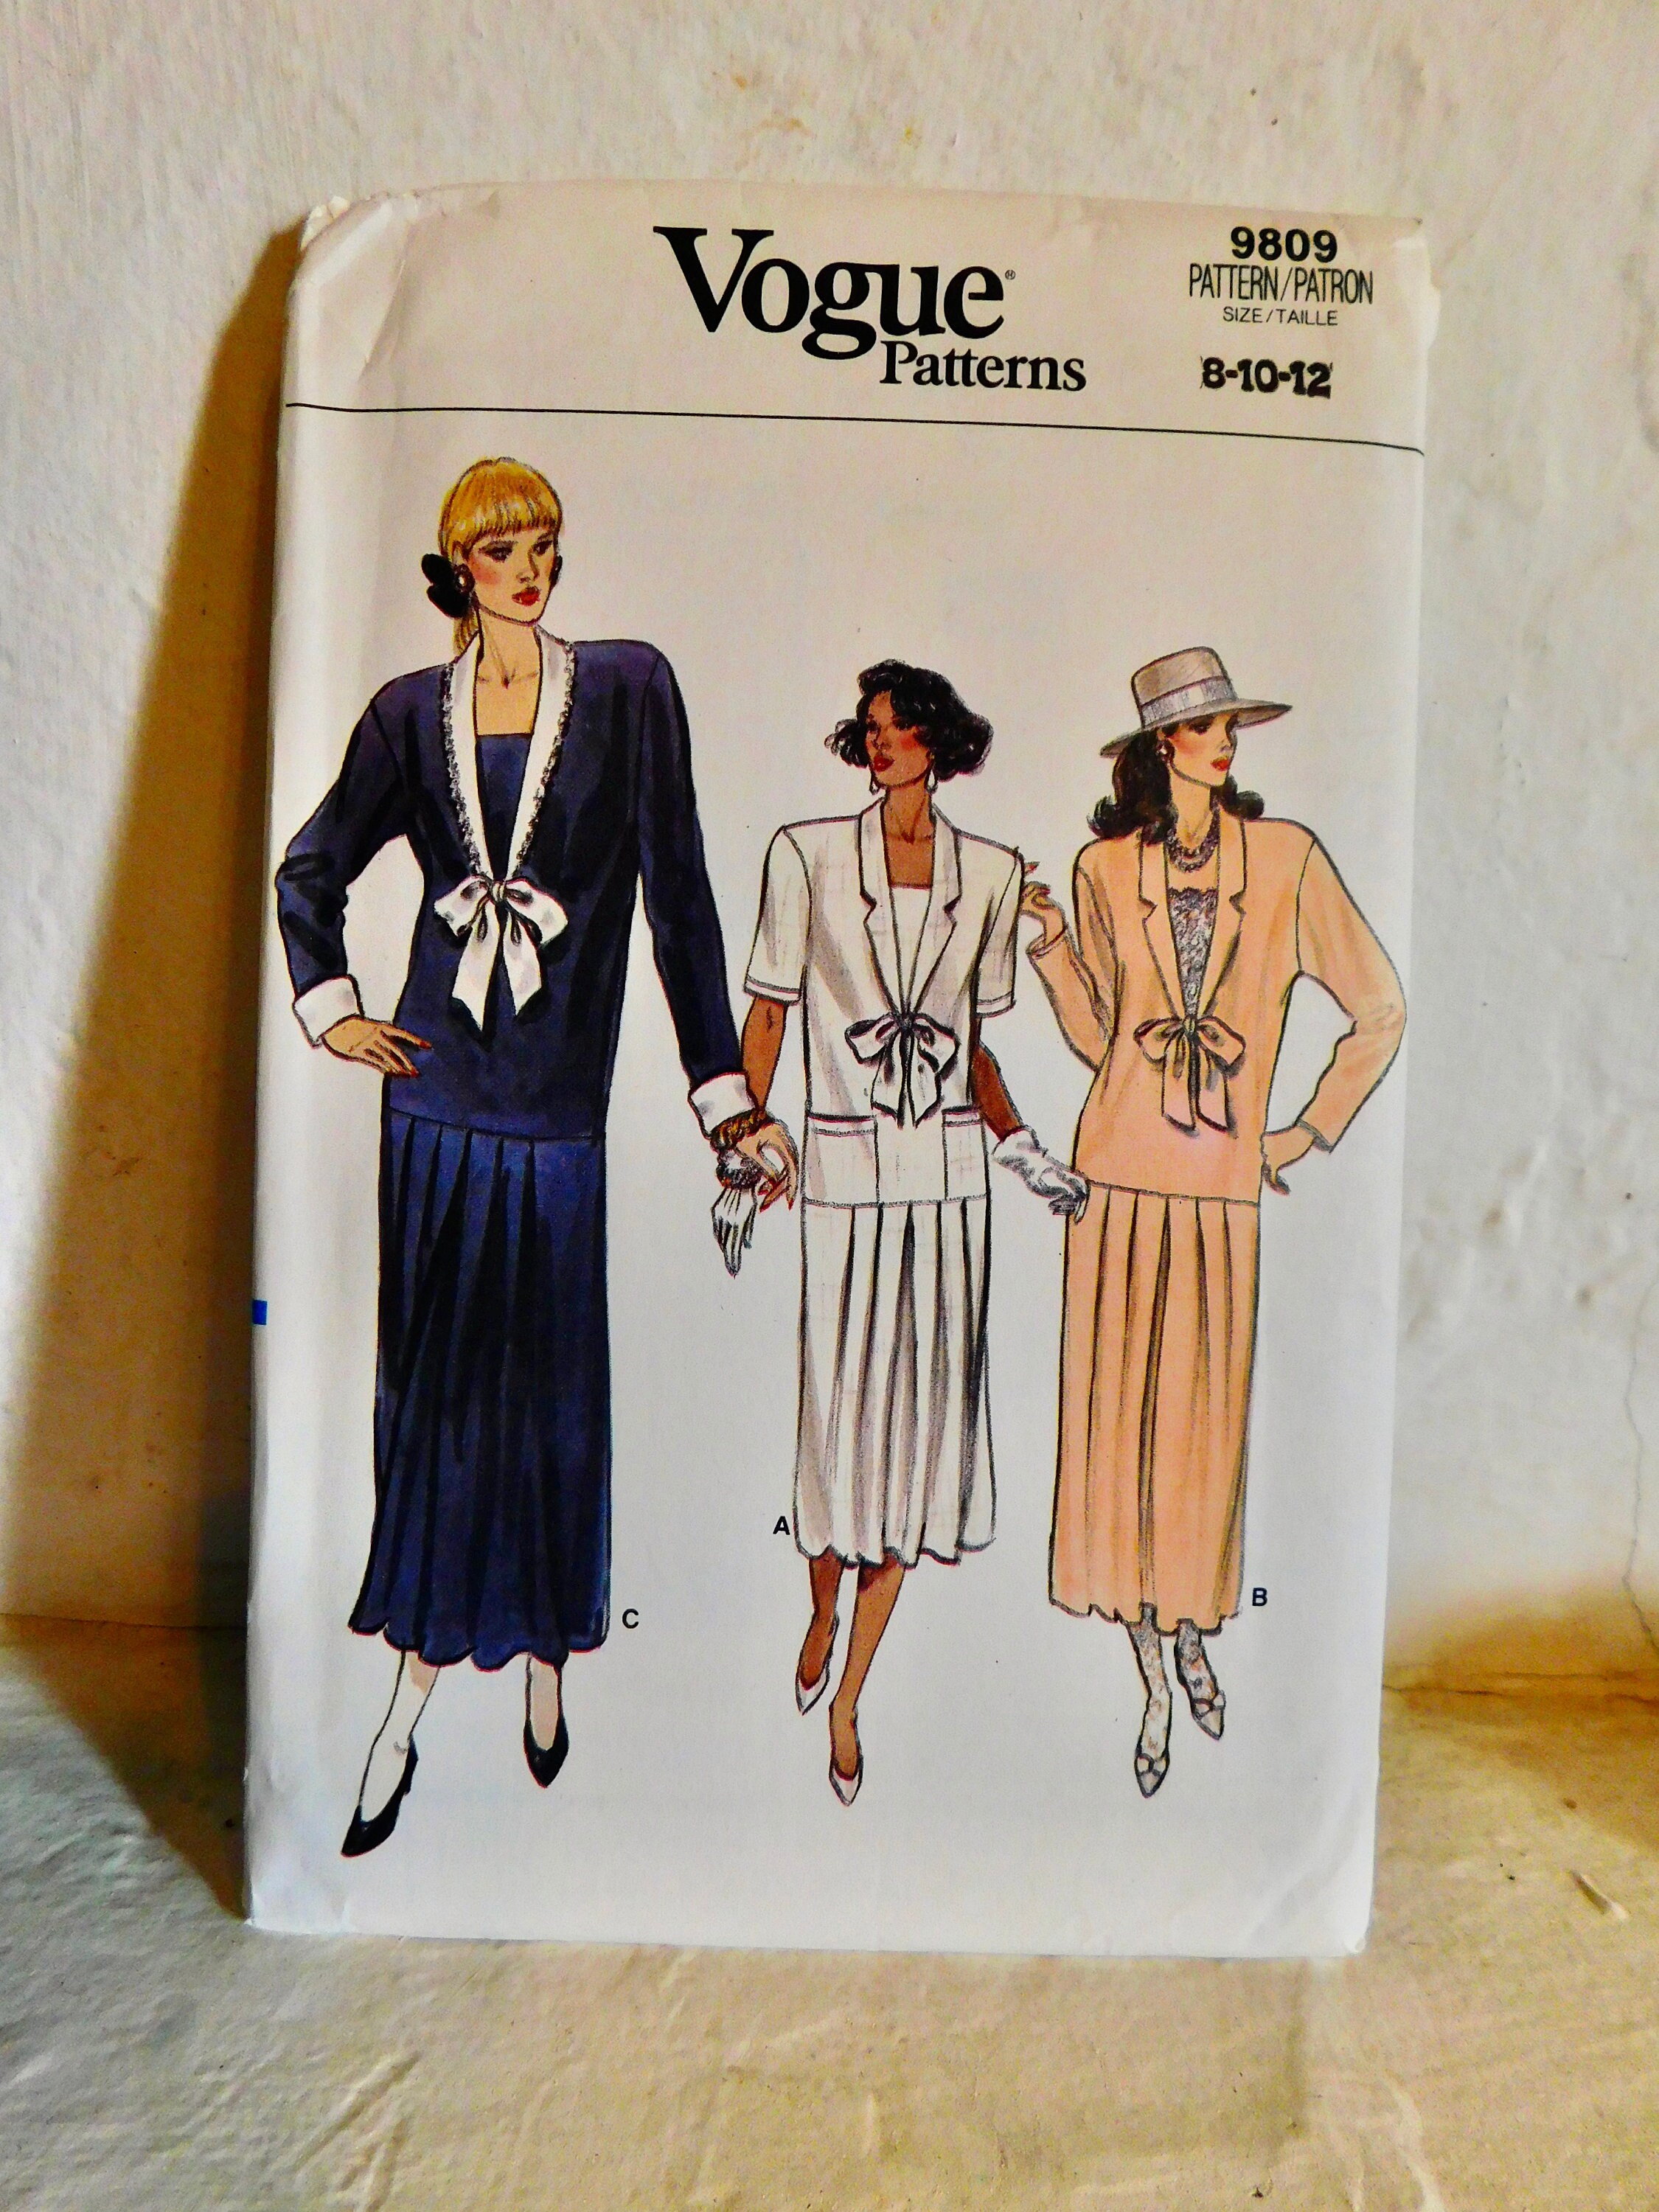 Vogue®
Patterns
9809
PATTERN/PATRON
SIZE/TAILLE
8-10-12
A
B
C